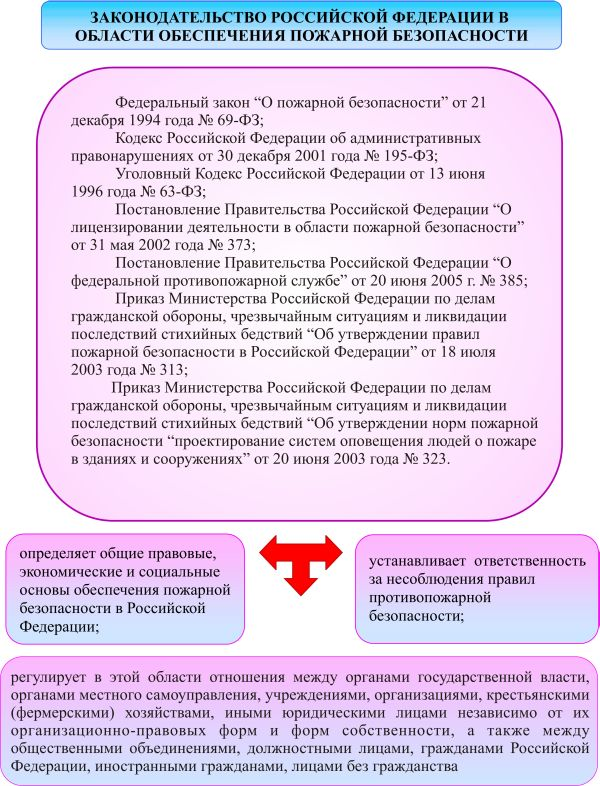 ЗАКОНОДАТЕЛЬСТВО РОССИЙСКОЙ ФЕДЕРАЦИИ В
ОБЛАСТИ ОБЕСПЕЧЕНИЯ ПОЖАРНОЙ БЕЗОПАСНОСТИ
Федеральный закон “О пожарной безопасности” от 21
декабря 1994 года № 69-ФЗ;
Кодекс Российской Федерации об административных
правонарушениях от 30 декабря 2001 года № 195-ФЗ;
Уголовный Кодекс Российской Федерации от 13 июня
1996 года № 63-ФЗ;
Постановление Правительства Российской Федерации “О
лицензировании деятельности в области пожарной безопасности”
от 31 мая 2002 года № 373;
Постановление Правительства Российской Федерации “О
федеральной противопожарной службе” от 20 июня 2005 г. № 385;
Приказ Министерства Российской Федерации по делам
гражданской обороны, чрезвычайным ситуациям и ликвидации
последствий стихийных бедствий “Об утверждении правил
пожарной безопасности в Российской Федерации” от 18 июля
2003 года № 313;
Приказ Министерства Российской Федерации по делам
гражданской обороны, чрезвычайным ситуациям и ликвидации
последствий стихийных бедствий “Об утверждении норм пожарной
безопасности “проектирование систем оповещения людей о пожаре
в зданиях и сооружениях” от 20 июня 2003 года № 323.
определяет общие правовые,
экономические и социальные
основы обеспечения пожарной
безопасности в Российской
Федерации;
устанавливает ответственность
за несоблюдения правил
противопожарной
безопасности;
регулирует в этой области отношения между органами государственной власти,
органами местного самоуправления, учреждениями, организациями, крестьянскими
(фермерскими) хозяйствами, иными юридическими лицами независимо от их
организационно-правовых форм и форм собственности, а также между
общественными объединениями, должностными лицами, гражданами Российской
Федерации, иностранными гражданами, лицами без гражданства